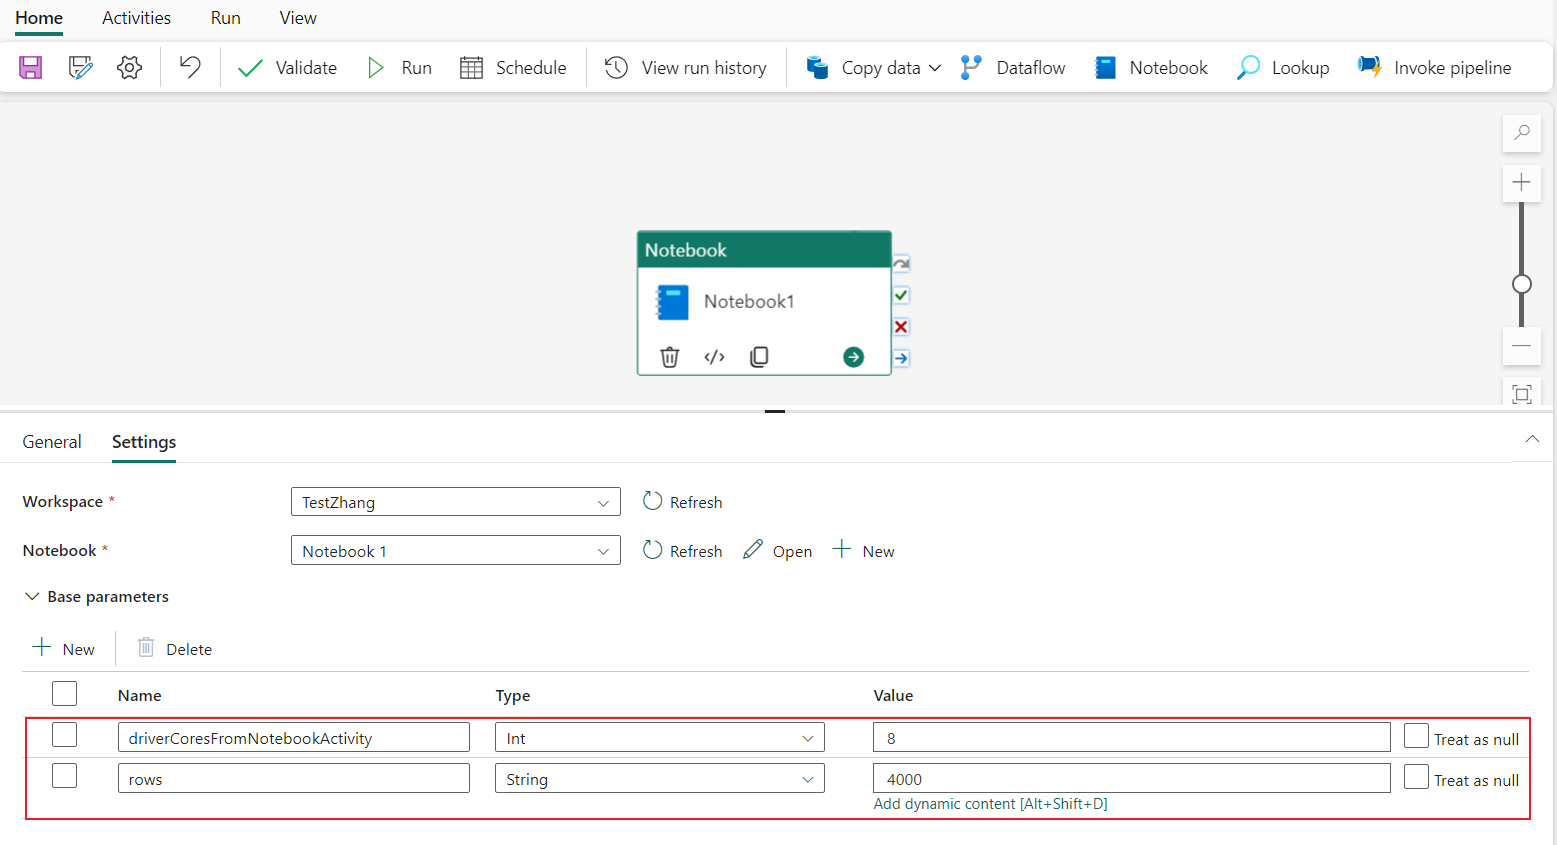 Home Activities Run View
Validate Run Schedule View run history Copy data Dataflow Notebook Lookup Invoke pipeline
Notebook
Notebook1
General Settings
Workspace * TestZhang Refresh
Notebook * Notebook 1 Refresh Open New
Base parameters
New Delete
Name Type Value
driverCoresFromNotebookActivity Int 8 Treat as null
rows String 4000 Treat as null
Add dynamic content [Alt+Shift+D]